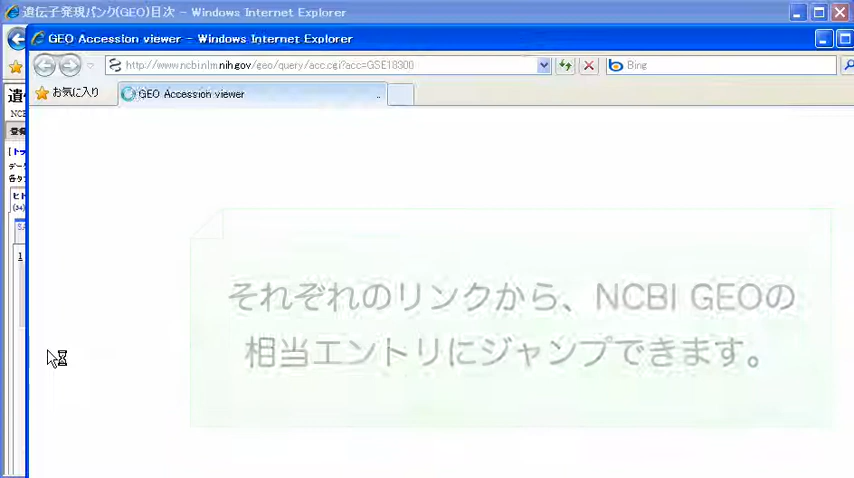 遺伝子発現バンク(GEO)目次 - Windows Internet Explorer
GEO Accession viewer - Windows Internet Explorer
http://www.ncbi.nlm.nih.gov/geo/query/acc.cgi?acc=GSE18300
Bing
お気に入り
GEO Accession viewer
それぞれのリンクから、NCBI GEOの
相当エントリにジャンプできます。